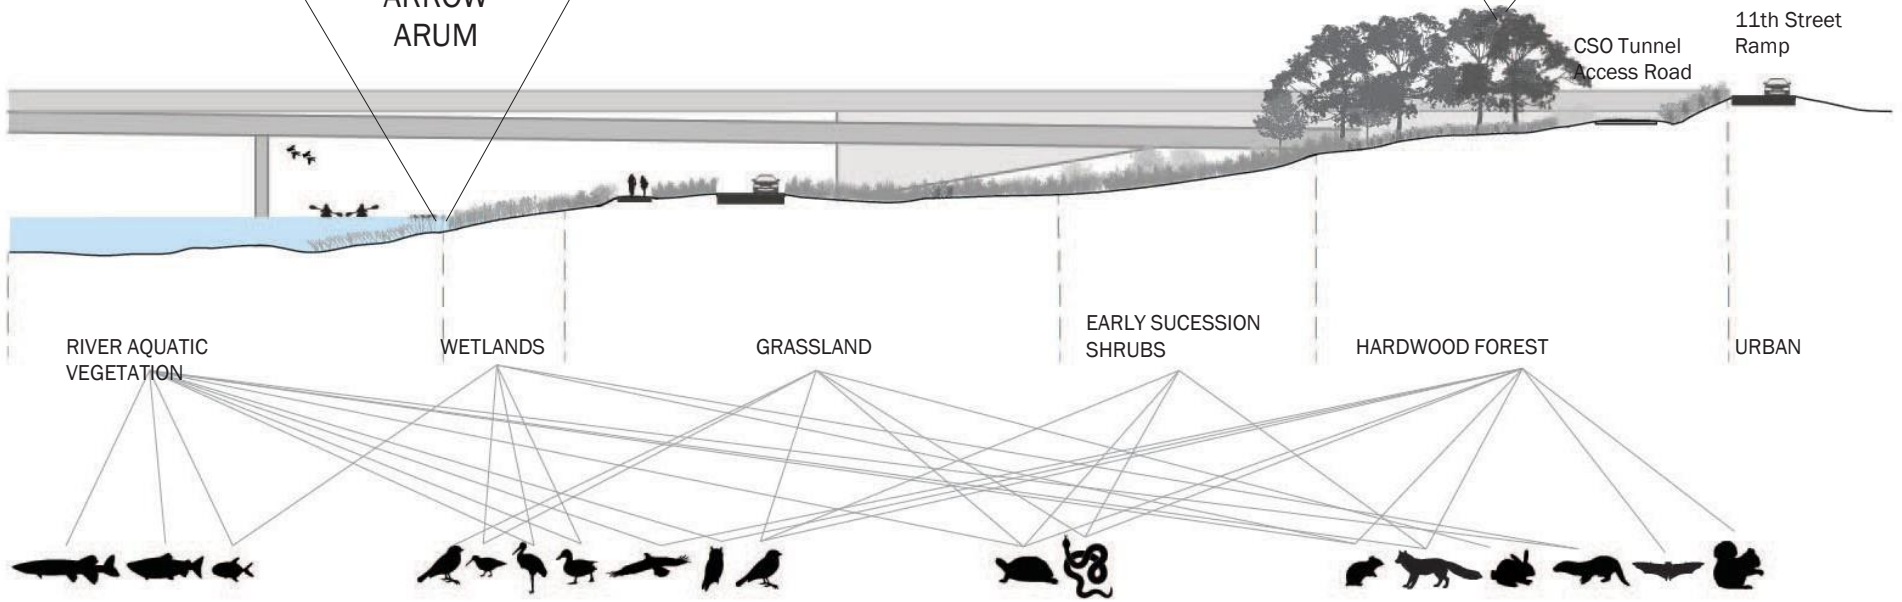 ARROW
ARUM
CSO Tunnel
Access Road
11th Street
Ramp
RIVER AQUATIC
VEGETATION
WETLANDS
GRASSLAND
EARLY SUCESSION
SHRUBS
HARDWOOD FOREST
URBAN